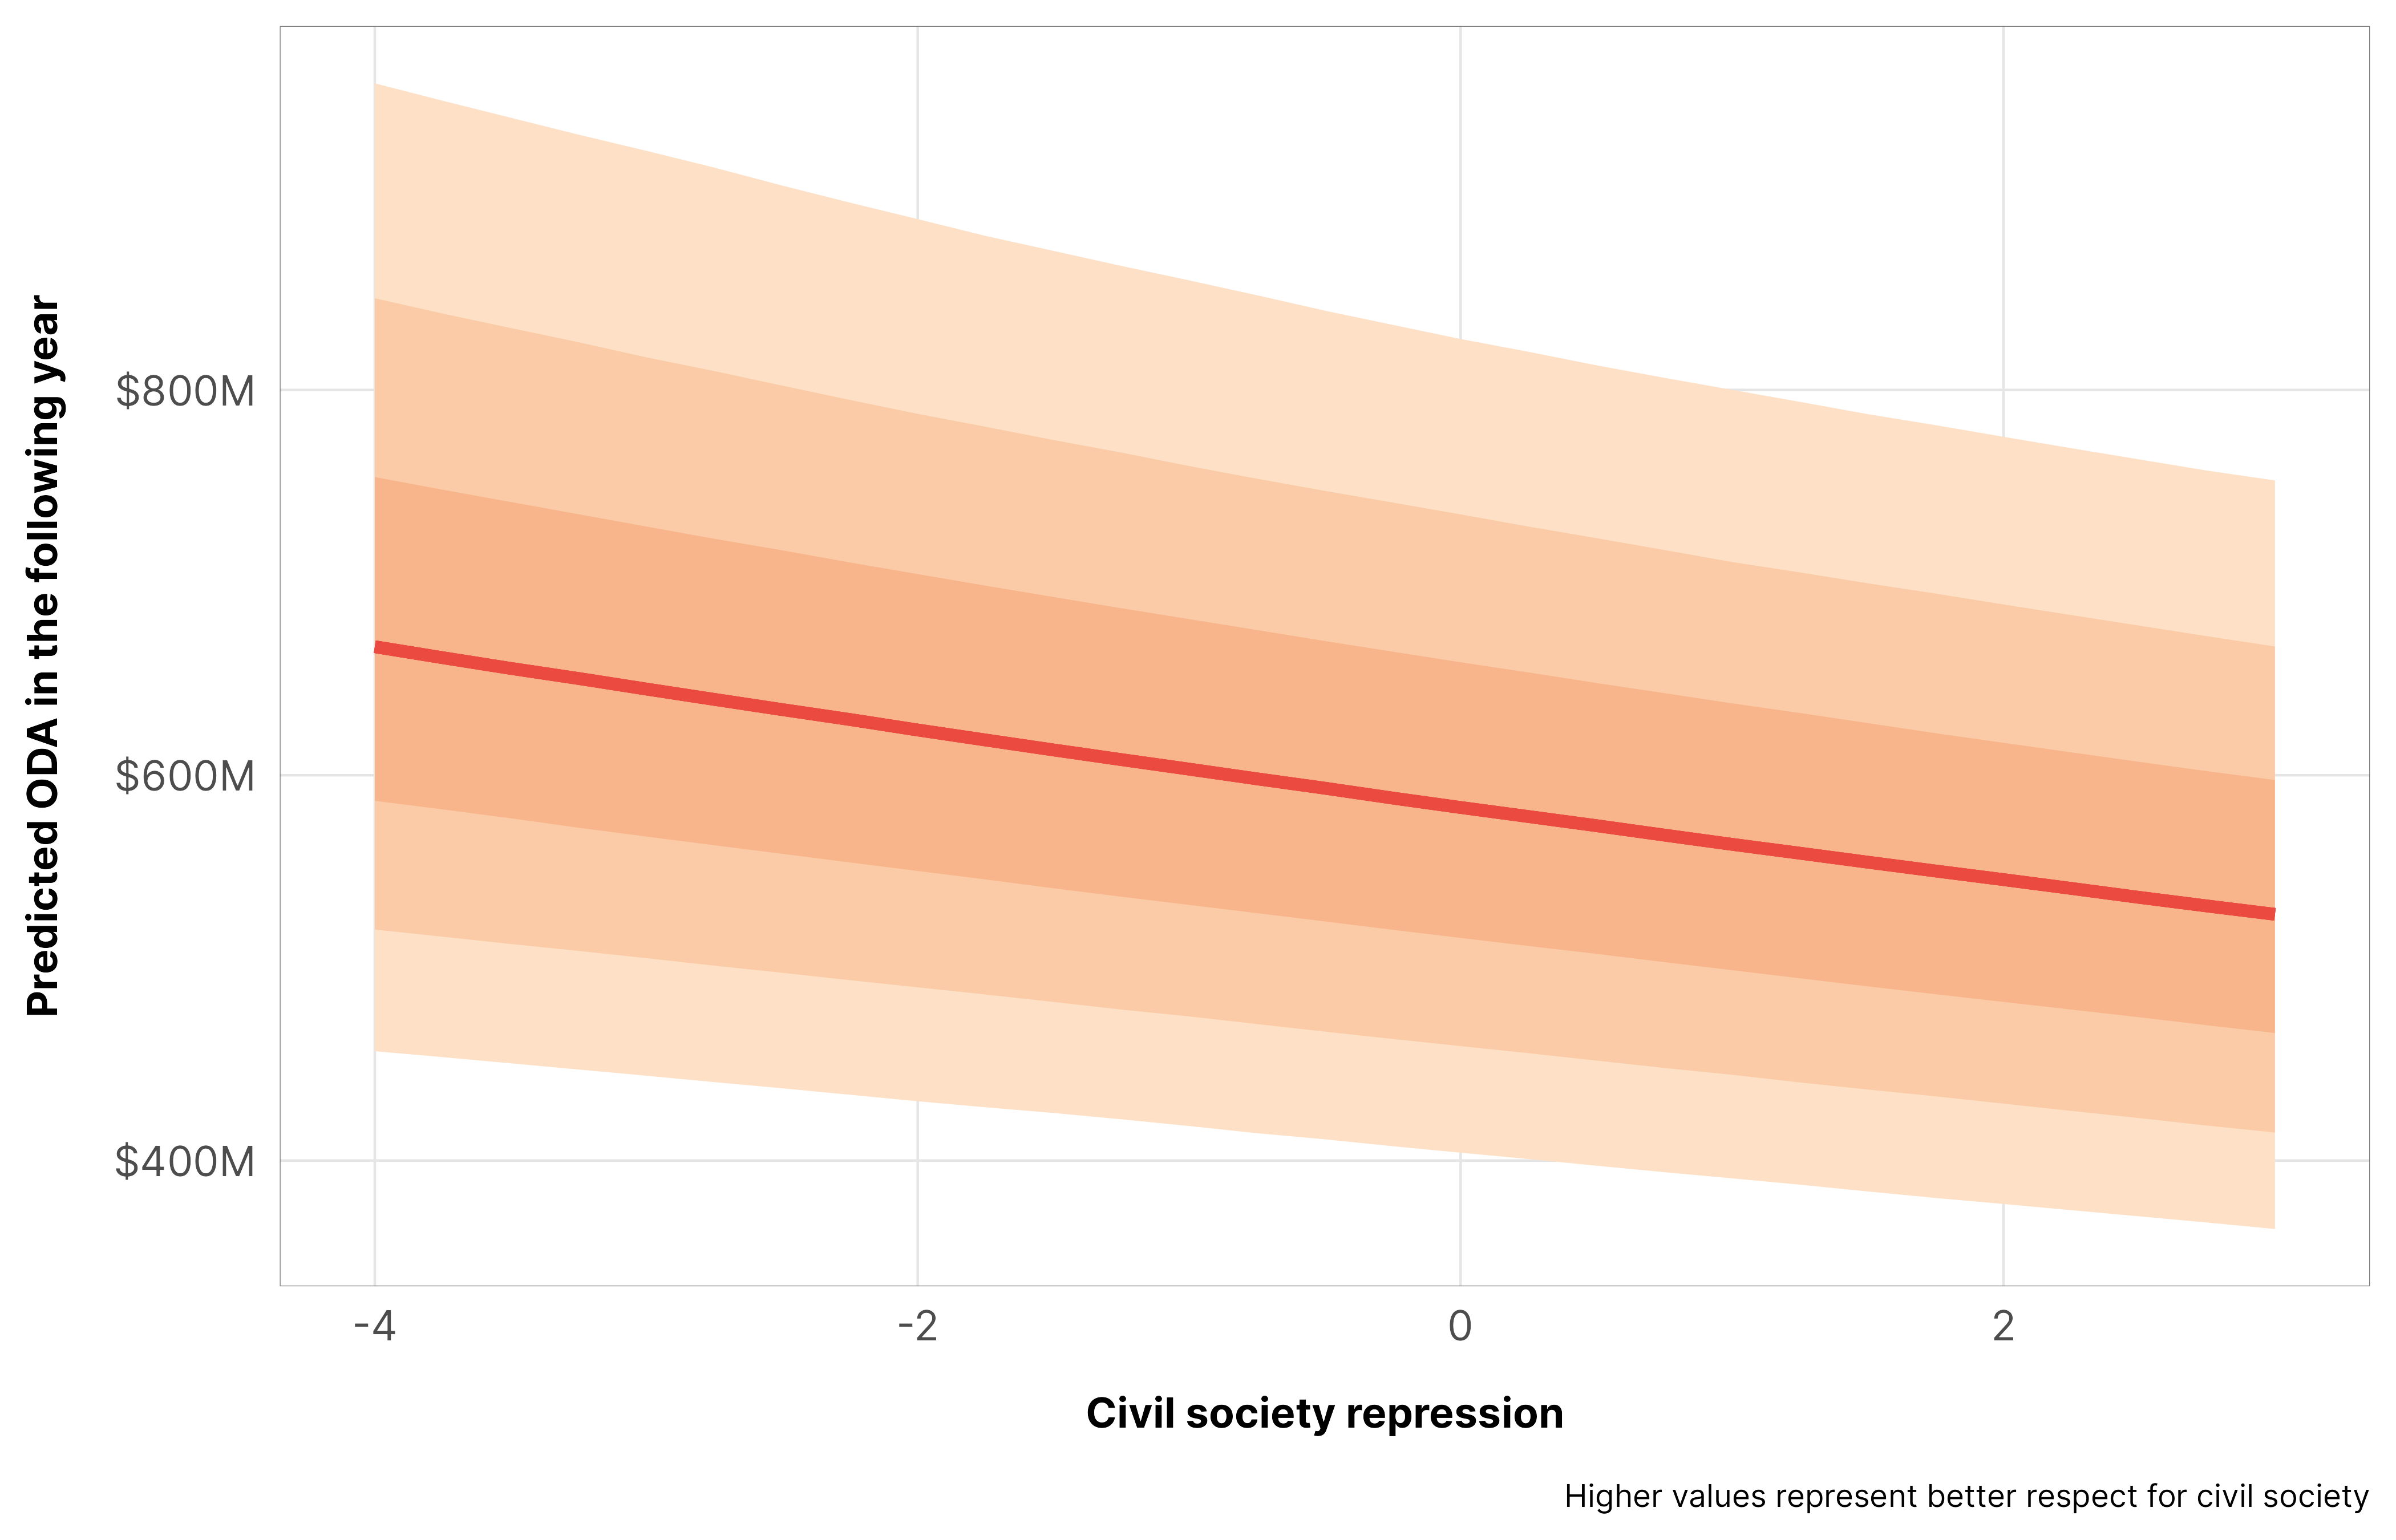 Predicted ODA in the following year
$800M
$600M
$400M
-4
-2
0
2
Civil society repression
Higher values represent better respect for civil society